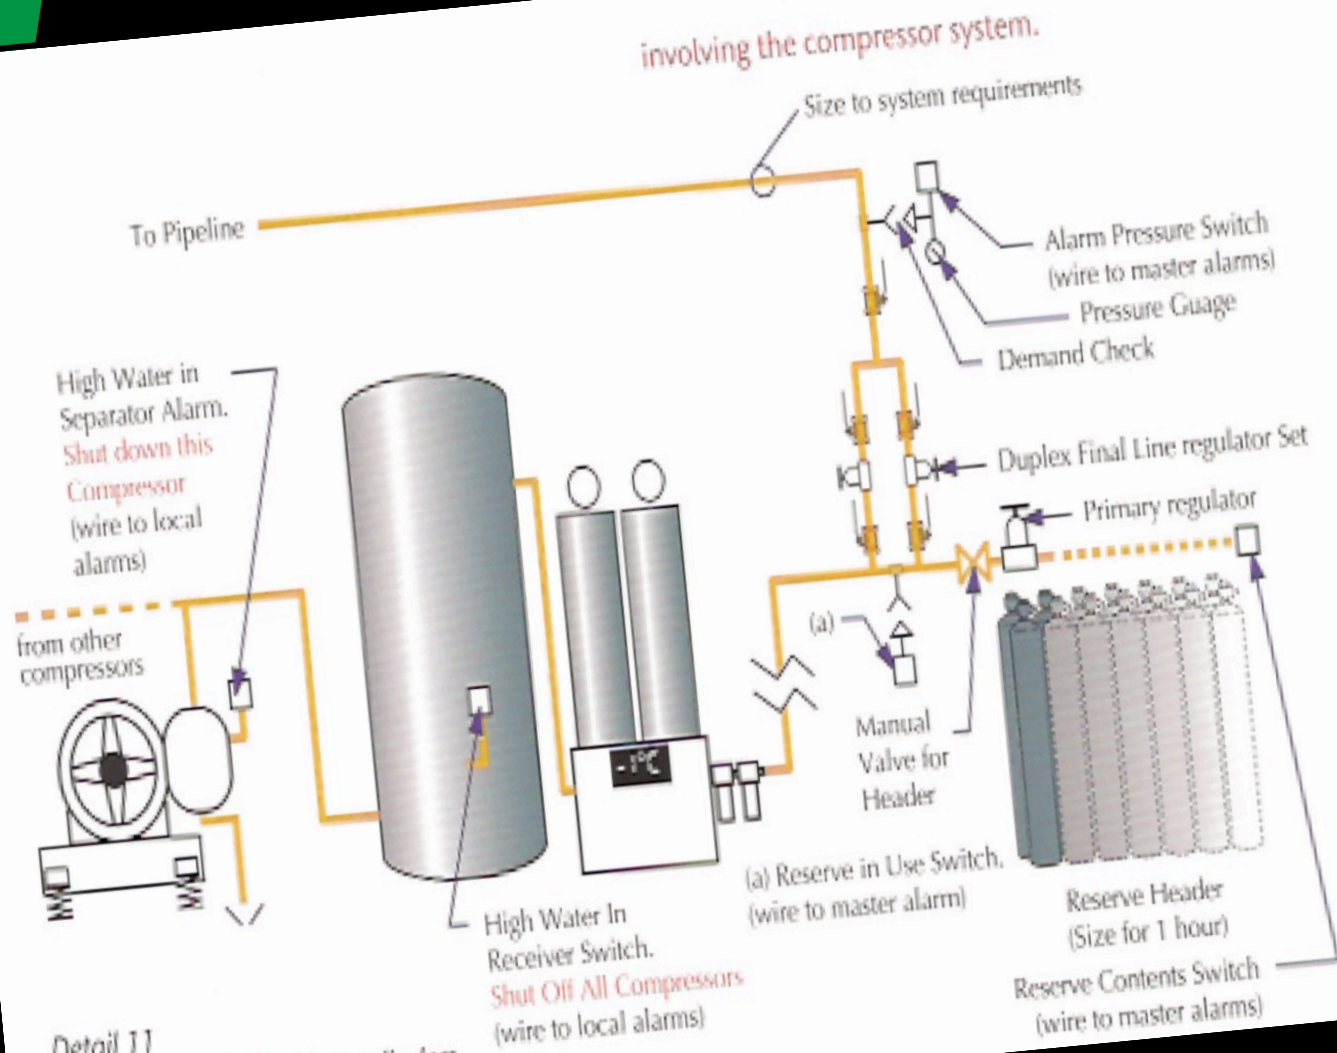 involving the compressor system.
Size to system requirements
To Pipeline
Alarm Pressure Switch
(wire to master alarms)
Pressure Guage
Demand Check
High Water in
Separator Alarm.
Shut down this
Compressor
(wire to local
alarms)
Duplex Final Line regulator Set
Primary regulator
from other
compressors
(a)
-1°C
Manual
Valve for
Header
(a) Reserve in Use Switch.
(wire to master alarm)
Reserve Header
(Size for 1 hour)
High Water In
Receiver Switch.
Shut Off All Compressors
(wire to local alarms)
Reserve Contents Switch
(wire to master alarms)
Detail 11